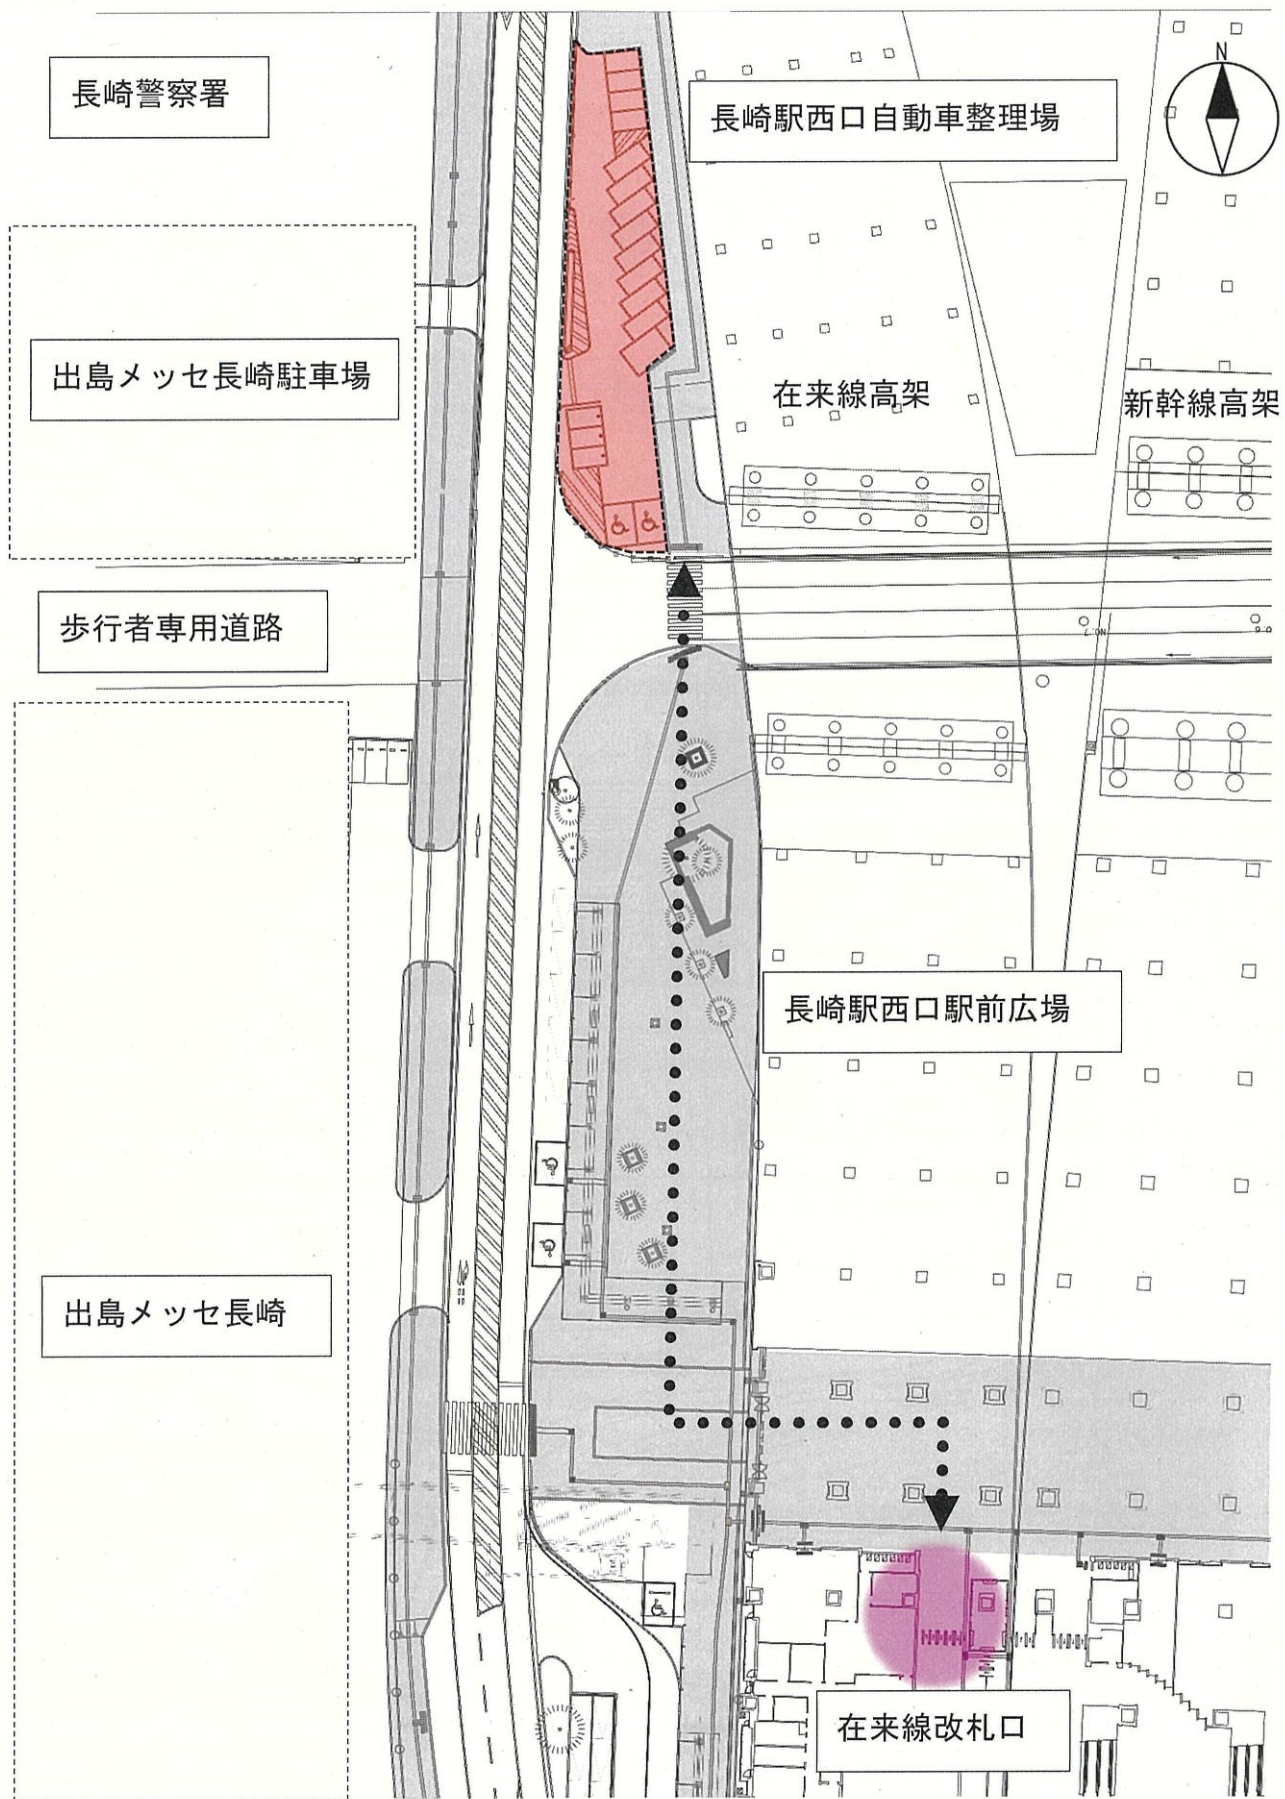 N
長崎警察署
長崎駅西口自動車整理場
出島メッセ長崎駐車場
在来線高架
新幹線高架
歩行者専用道路
NO.7
長崎駅西口駅前広場
出島メッセ長崎
在来線改札口